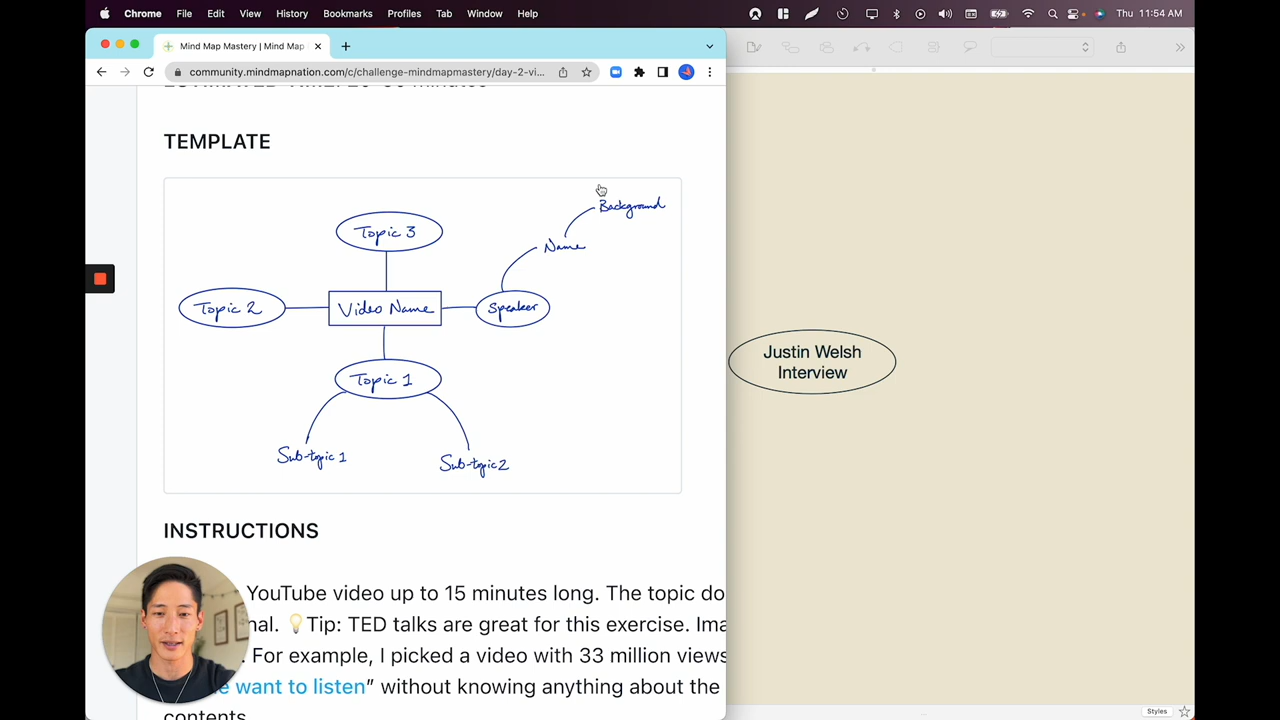 Chrome File Edit View History Bookmarks Profiles Tab Window Help Thu 11:54 AM
Mind Map Mastery | Mind Map
community.mindmapnation.com/c/challenge-mindmapmastery/day-2-vi...
minutes
TEMPLATE
Background
Topic 3
Name
Topic 2
Video Name
Speaker
Topic 1
Sub-topic 1
Sub-topic 2
Justin Welsh
Interview
INSTRUCTIONS
YouTube video up to 15 minutes long. The topic do
nal. 💡Tip: TED talks are great for this exercise. Ima
. For example, I picked a video with 33 million views
e want to listen” without knowing anything about the
contents
Styles